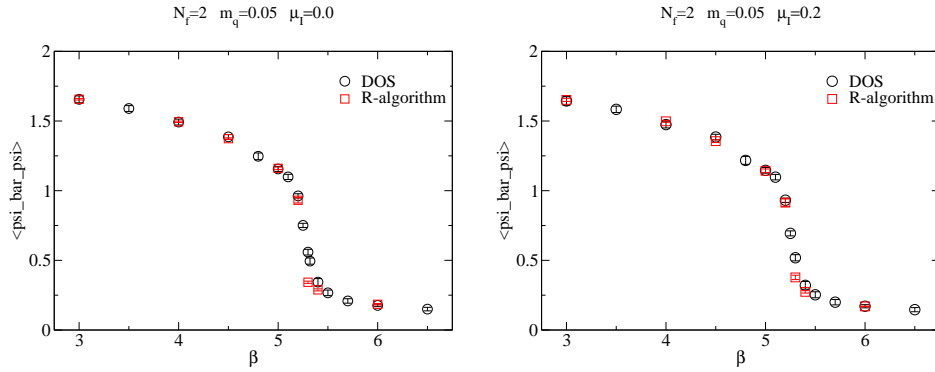 N_f=2 m_q=0.05 μ_I=0.0
2
1.5
1
0.5
0
<psi_bar_psi>
DOS
R-algorithm
3
4
5
6
β
N_f=2 m_q=0.05 μ_I=0.2
2
1.5
1
0.5
0
<psi_bar_psi>
DOS
R-algorithm
3
4
5
6
β